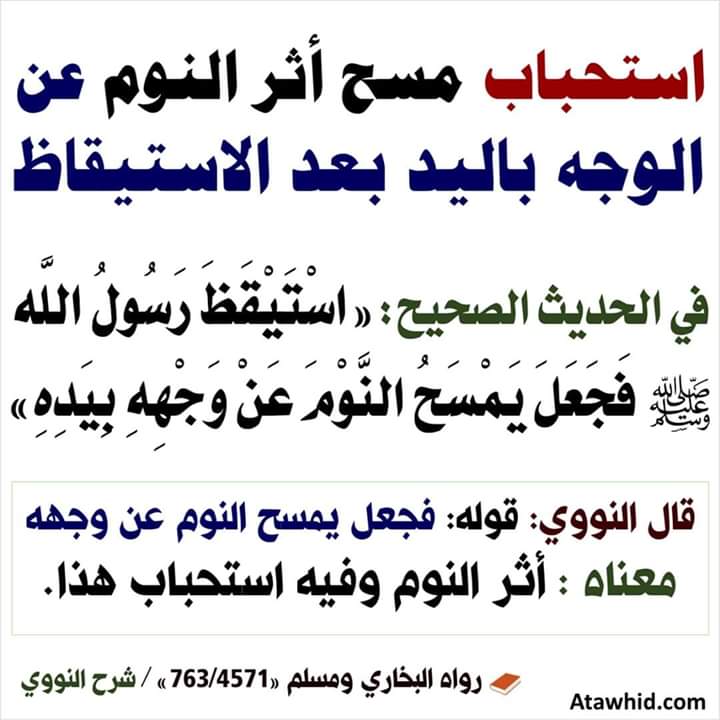 استحباب مسح أثر النوم عن
الوجه باليد بعد الاستيقاظ
في الحديث الصحيح: «اسْتَيْقَظَ رَسُولُ اللَّه
ﷺ فَجَعَلَ يَمْسَحُ النَّوْمَ عَنْ وَجْهِهِ بِيَدِهِ»
قال النووي: قوله: فجعل يمسح النوم عن وجهه
معناه : أثر النوم وفيه استحباب هذا.
رواه البخاري ومسلم «763/4571» / شرح النووي
Atawhid.com